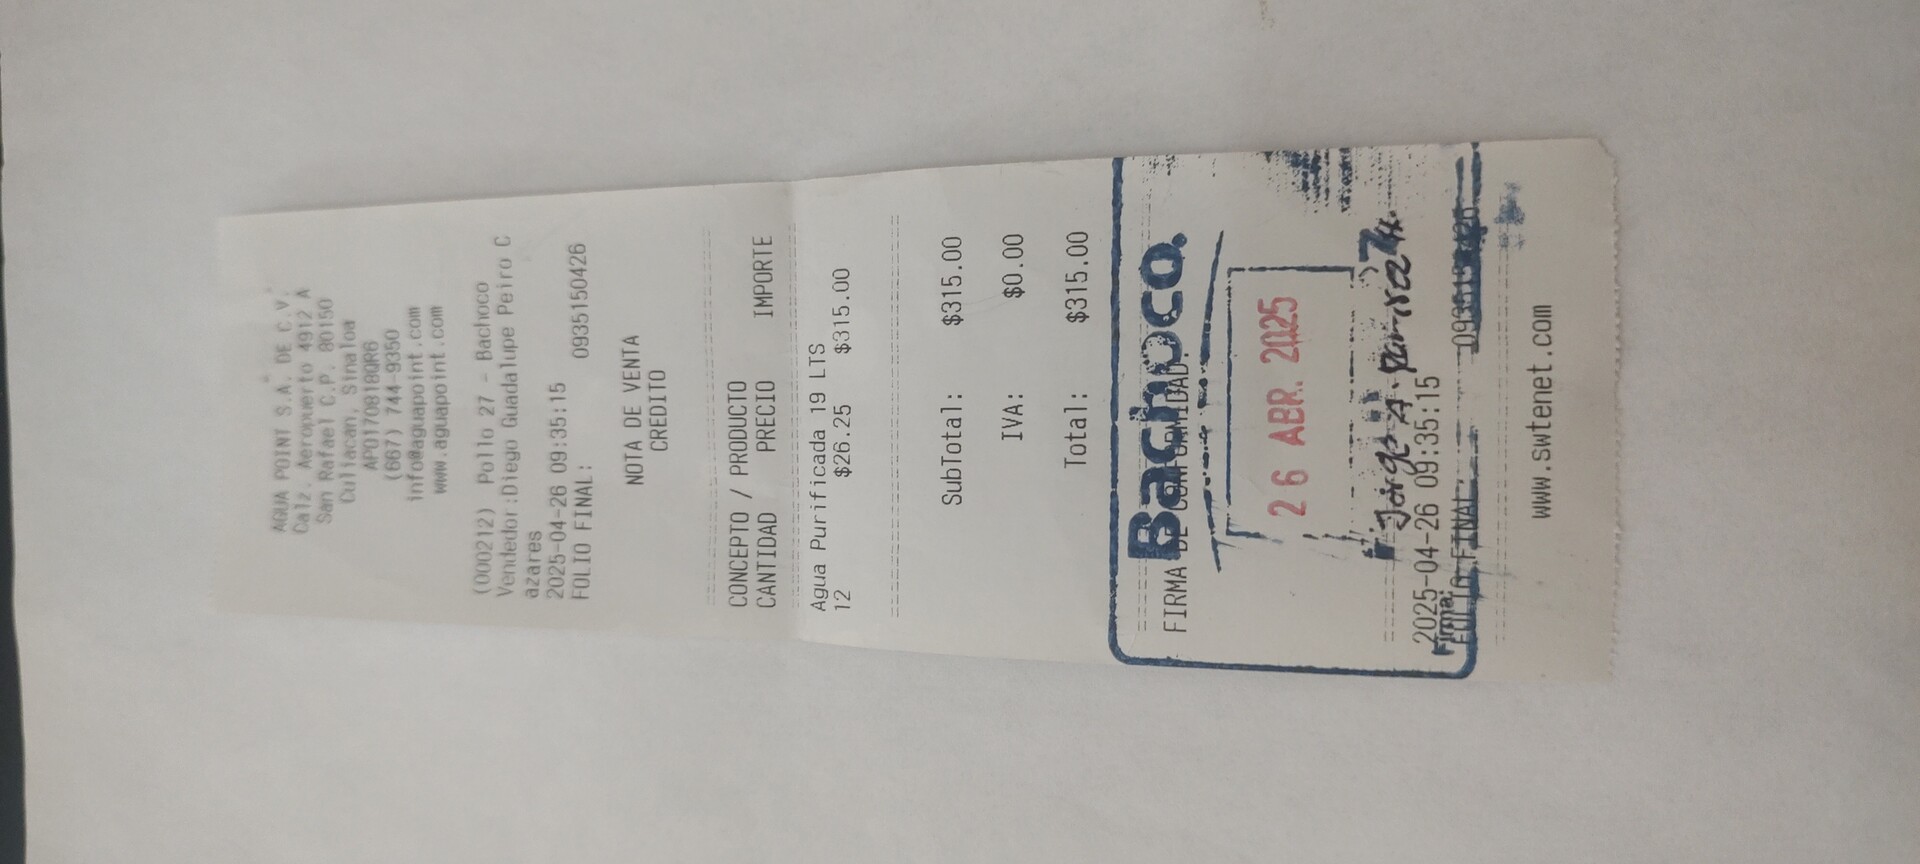 AGUA POINT S.A. DE C.V.
Calz. Aeropuerto 4912 A
San Rafael C.P. 80150
Culiacan, Sinaloa
APO170818QR6
(667) 744-9350
info@aguapoint.com
www.aguapoint.com
(000212) Pollo 27 - Bachoco
Vendedor:Diego Guadalupe Peiro C
azares
2025-04-26 09:35:15
FOLIO FINAL: 0935150426
NOTA DE VENTA
CREDITO
CONCEPTO / PRODUCTO
CANTIDAD PRECIO IMPORTE
Agua Purificada 19 LTS
12 $26.25 $315.00
SubTotal: $315.00
IVA: $0.00
Total: $315.00
Bachoco.
FIRMA DE CONFORMIDAD.
26 ABR. 2025
Jorge A.
2025-04-26 09:35:15
Firma:
FOLIO FINAL: 0935150426
www.swtenet.com